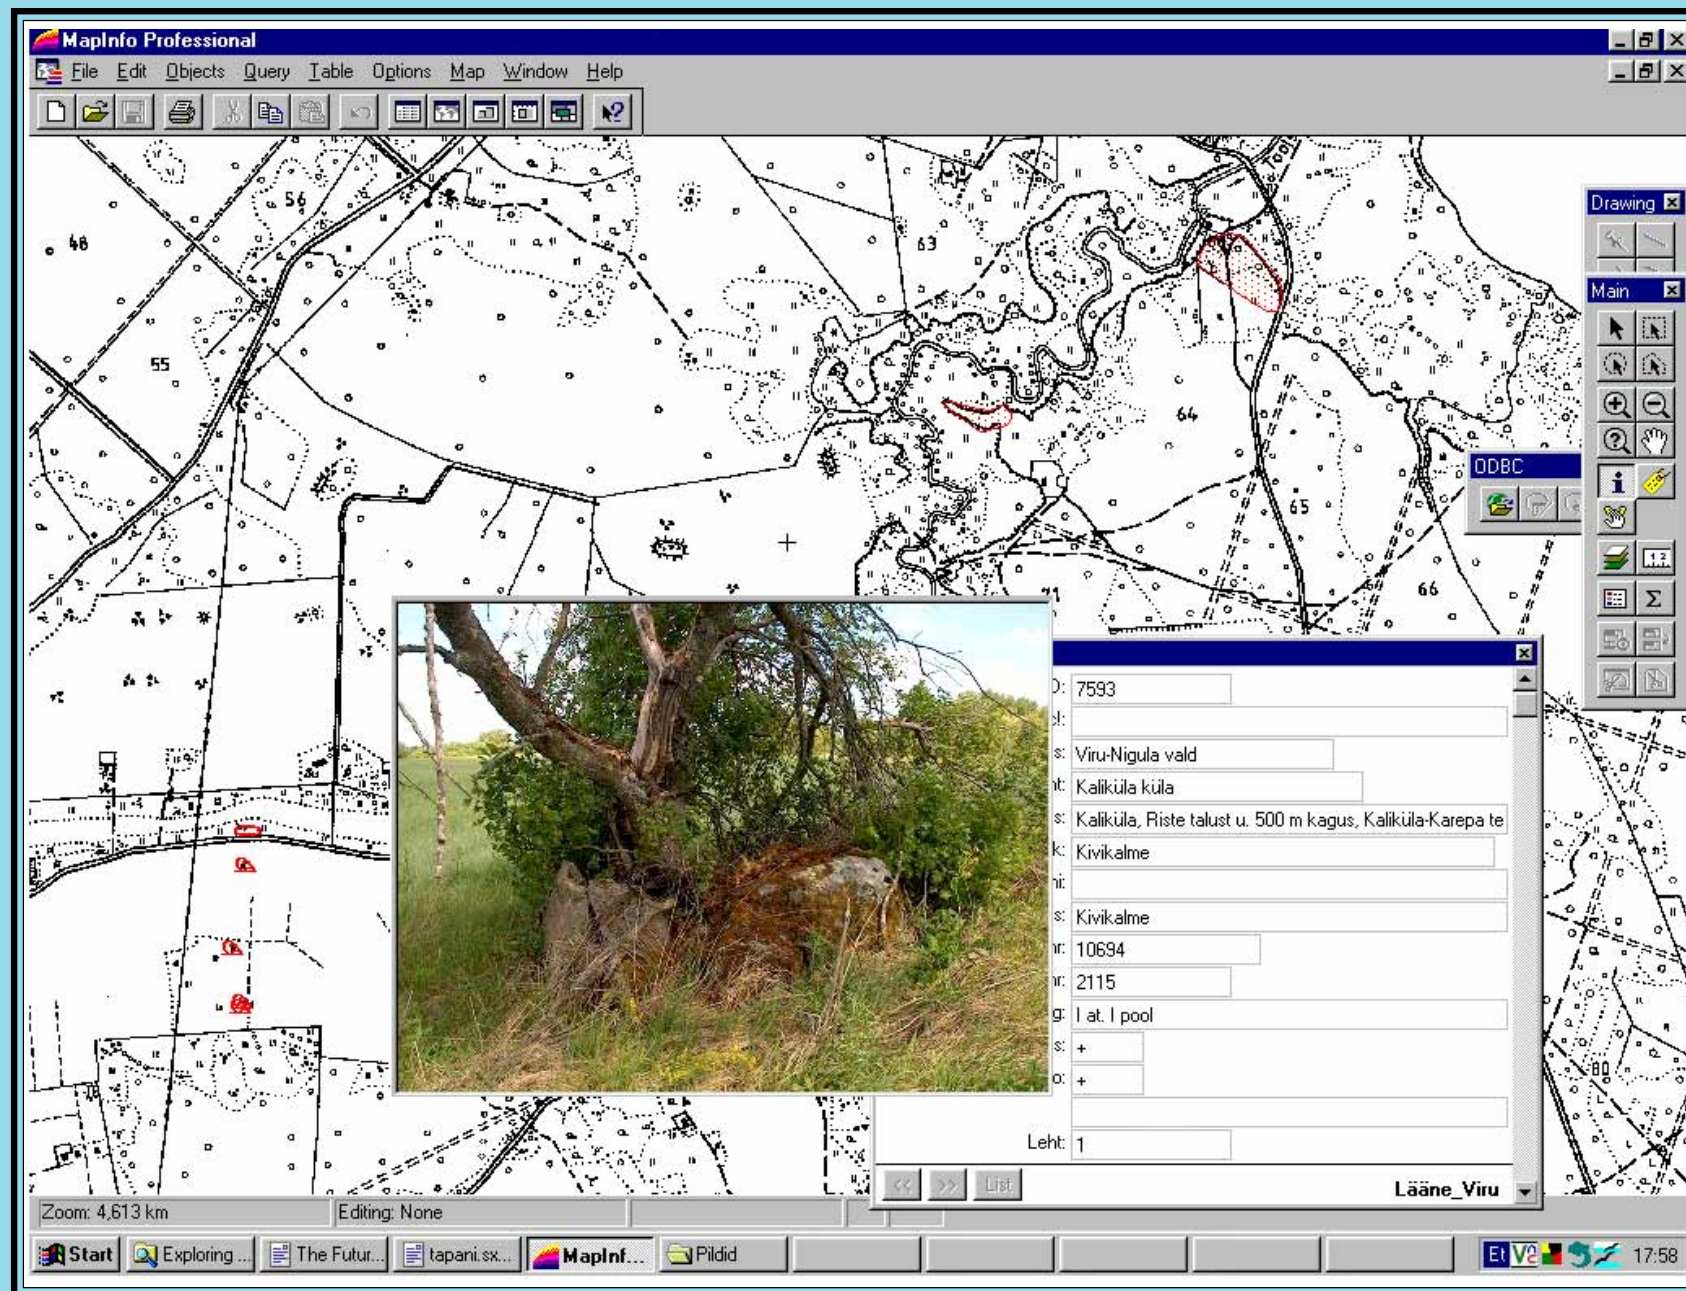 MapInfo Professional
File Edit Objects Query Table Options Map Window Help
56
48
63
55
64
65
66
80
Drawing
Main
ODBC
7593
Viru-Nigula vald
Kaliküla küla
Kaliküla, Riste talust u. 500 m kagus, Kaliküla-Karepa te
Kivikalme
s: Kivikalme
10694
2115
I at. I pool
s: +
o: +
Leht: 1
<< >> List
Lääne_Viru
Zoom: 4,613 km Editing: None
Start Exploring ... The Futur... tapani.sx... MapInf... Pildid Et 17:58